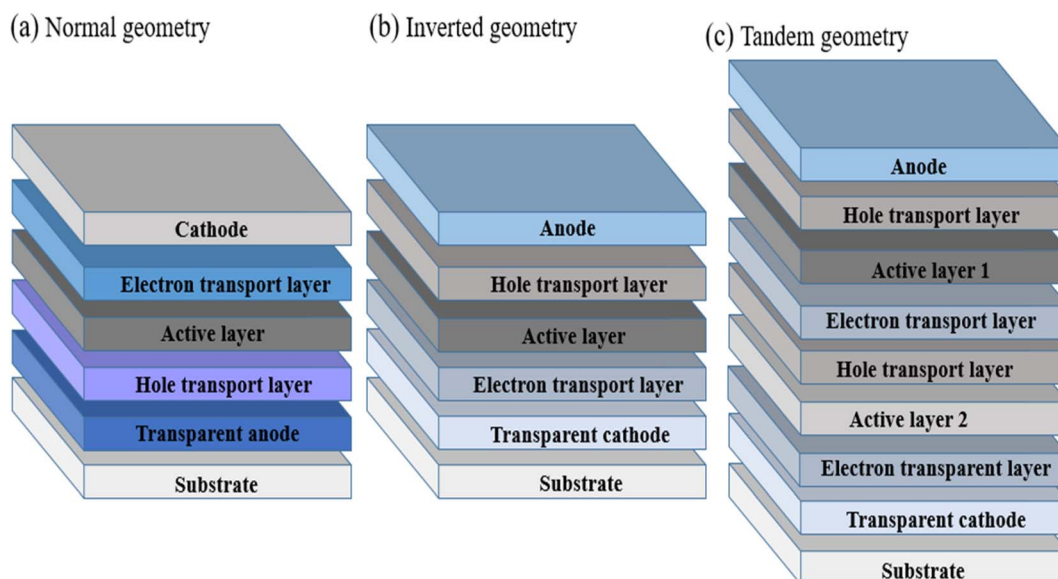 (a) Normal geometry
Cathode
Electron transport layer
Active layer
Hole transport layer
Transparent anode
Substrate
(b) Inverted geometry
Anode
Hole transport layer
Active layer
Electron transport layer
Transparent cathode
Substrate
(c) Tandem geometry
Anode
Hole transport layer
Active layer 1
Electron transport layer
Hole transport layer
Active layer 2
Electron transparent layer
Transparent cathode
Substrate